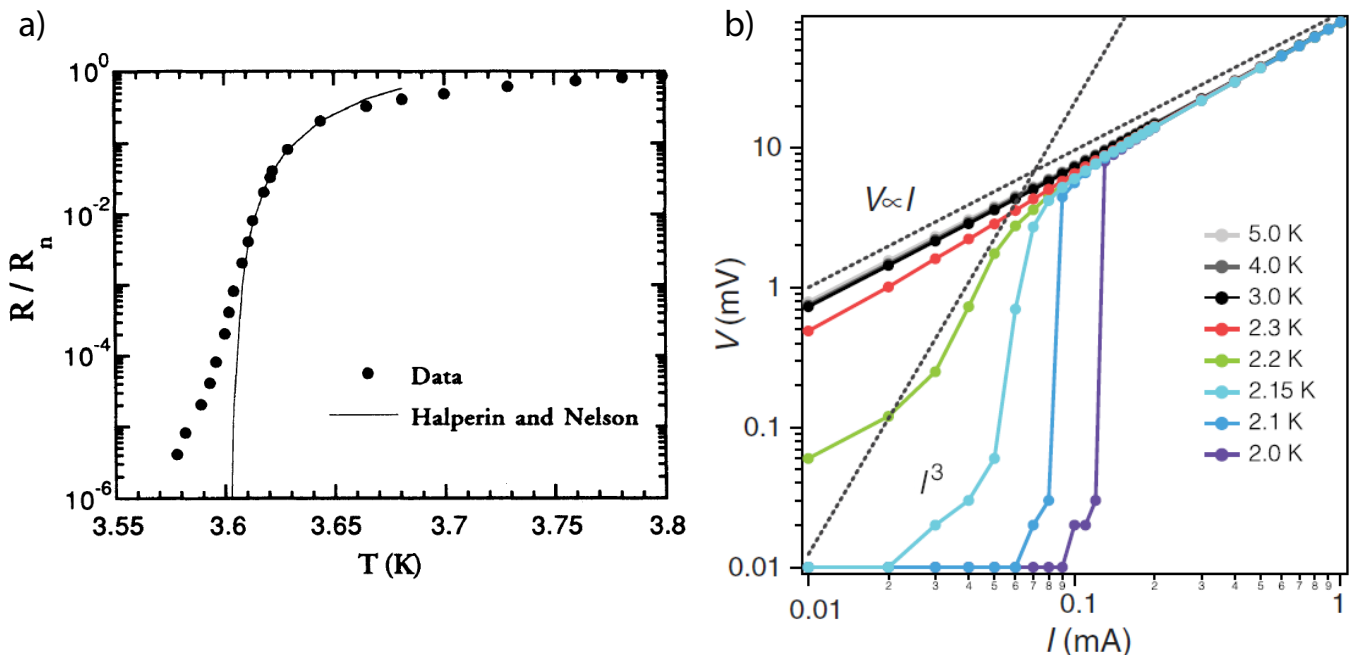 a)
R / R_n
10^0
10^-2
10^-4
10^-6
Data
Halperin and Nelson
3.55
3.6
3.65
3.7
3.75
3.8
T (K)
b)
V (mV)
10
1
0.1
0.01
V∝I
I^3
5.0 K
4.0 K
3.0 K
2.3 K
2.2 K
2.15 K
2.1 K
2.0 K
0.01
2
3
4
5
6
7
8
9
0.1
2
3
4
5
6
7
8
9
1
I (mA)